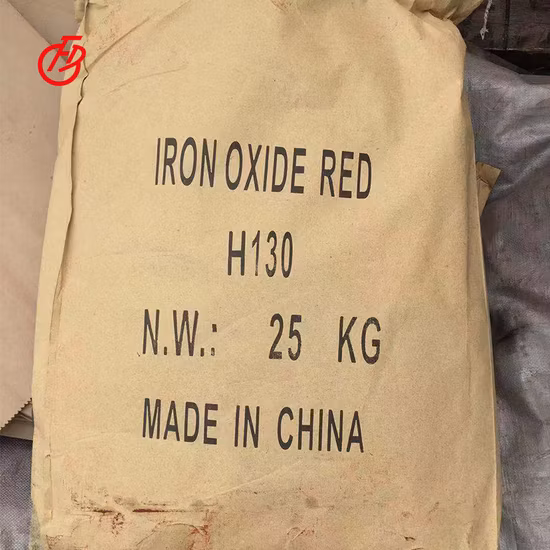 IRON OXIDE RED
H130
N.W.: 25 KG
MADE IN CHINA